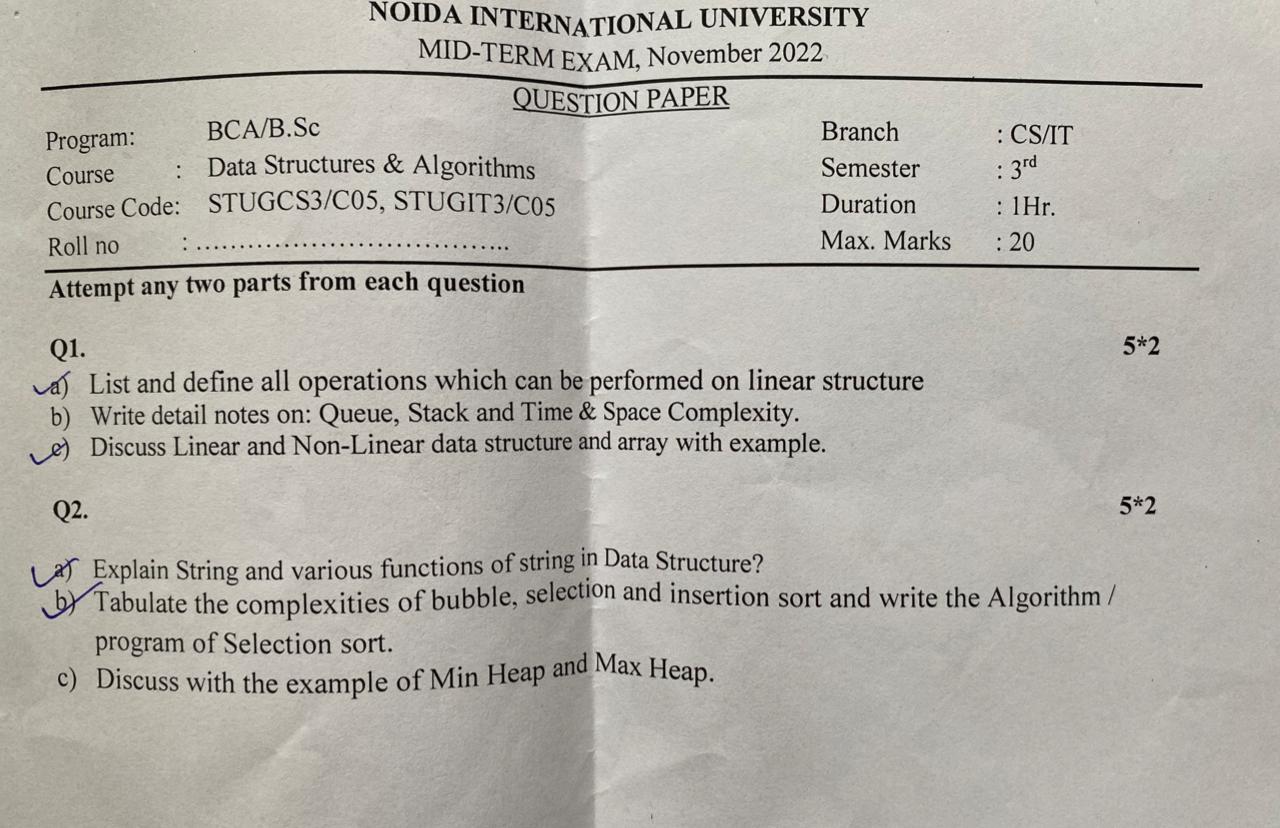 NOIDA INTERNATIONAL UNIVERSITY
MID-TERM EXAM, November 2022
QUESTION PAPER
Program: BCA/B.Sc Branch : CS/IT
Course : Data Structures & Algorithms Semester : 3rd
Course Code: STUGCS3/C05, STUGIT3/C05 Duration : 1Hr.
Roll no : ...................................... Max. Marks : 20
Attempt any two parts from each question
Q1. 5*2
a) List and define all operations which can be performed on linear structure
b) Write detail notes on: Queue, Stack and Time & Space Complexity.
c) Discuss Linear and Non-Linear data structure and array with example.
Q2. 5*2
a) Explain String and various functions of string in Data Structure?
b) Tabulate the complexities of bubble, selection and insertion sort and write the Algorithm /
program of Selection sort.
c) Discuss with the example of Min Heap and Max Heap.